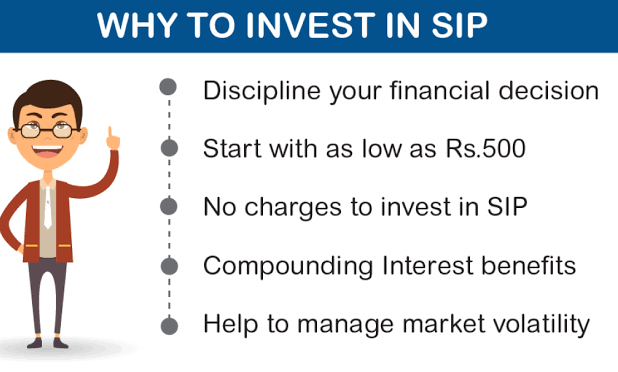 WHY TO INVEST IN SIP
Discipline your financial decision
Start with as low as Rs.500
No charges to invest in SIP
Compounding Interest benefits
Help to manage market volatility